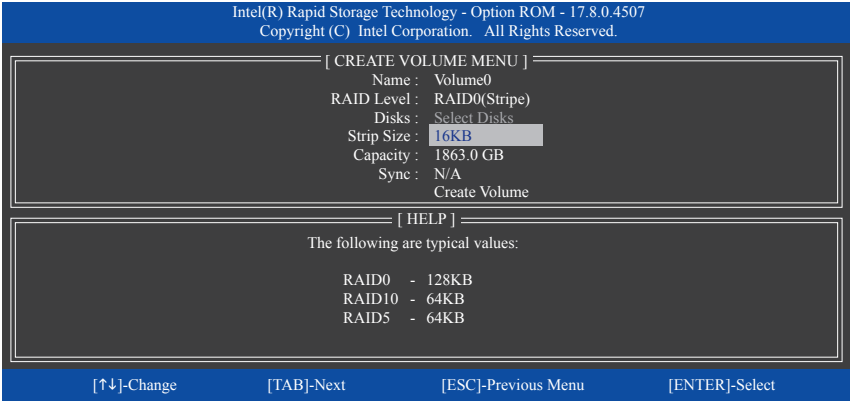 Intel(R) Rapid Storage Technology - Option ROM - 17.8.0.4507
Copyright (C) Intel Corporation. All Rights Reserved.
[ CREATE VOLUME MENU ]
Name : Volume0
RAID Level : RAID0(Stripe)
Disks : Select Disks
Strip Size : 16KB
Capacity : 1863.0 GB
Sync : N/A
Create Volume
[ HELP ]
The following are typical values:
RAID0 - 128KB
RAID10 - 64KB
RAID5 - 64KB
[↑↓]-Change [TAB]-Next [ESC]-Previous Menu [ENTER]-Select